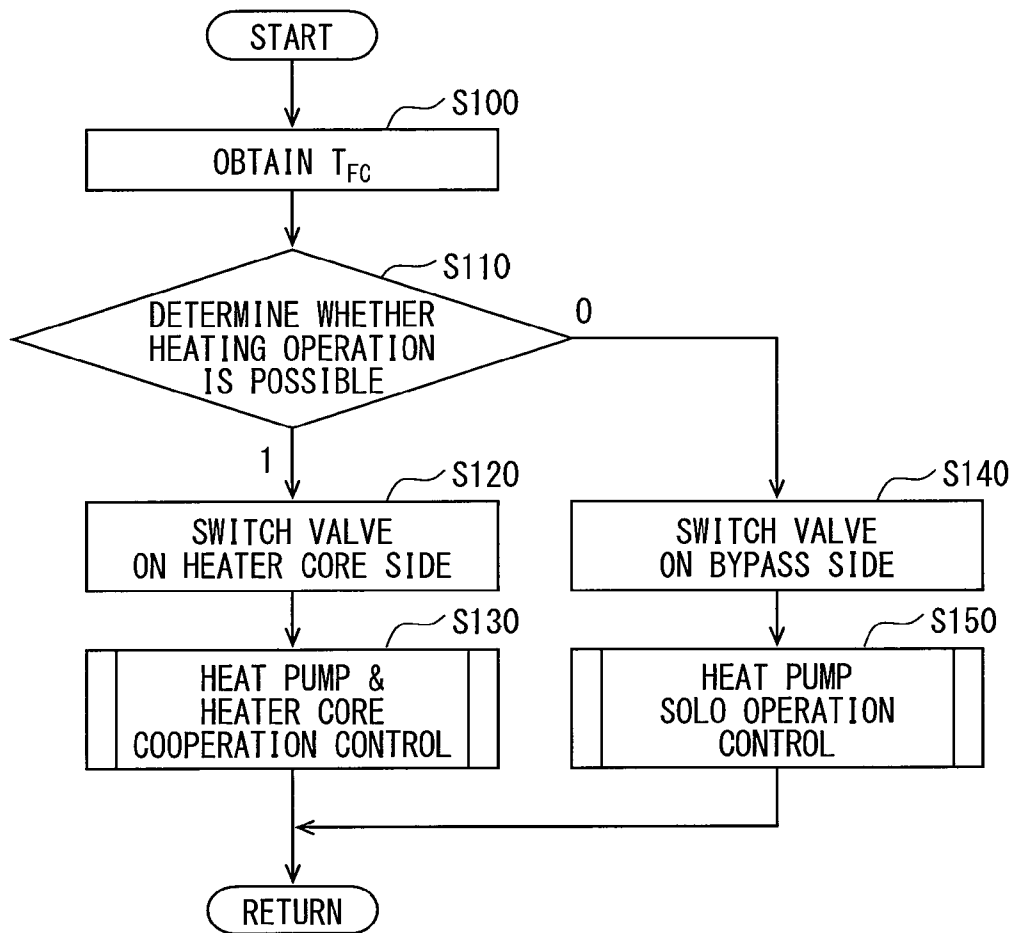 START
S100
OBTAIN TFC
S110
DETERMINE WHETHER
HEATING OPERATION
IS POSSIBLE
0
1
S120
SWITCH VALVE
ON HEATER CORE SIDE
S140
SWITCH VALVE
ON BYPASS SIDE
S130
HEAT PUMP &
HEATER CORE
COOPERATION CONTROL
S150
HEAT PUMP
SOLO OPERATION
CONTROL
RETURN